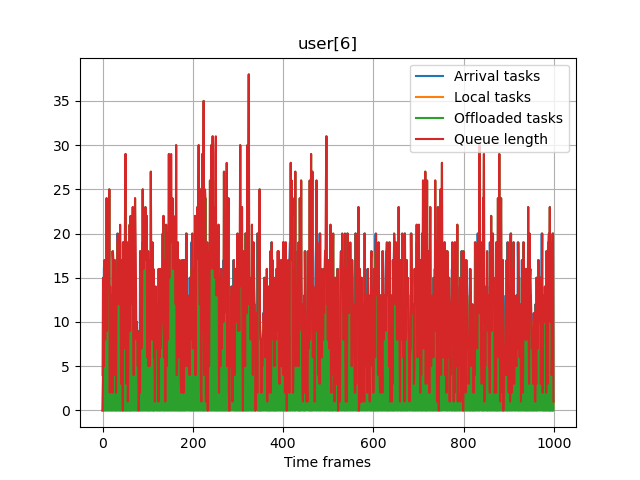 user[6]
Arrival tasks
Local tasks
Offloaded tasks
Queue length
35
30
25
20
15
10
5
0
0 200 400 600 800 1000
Time frames